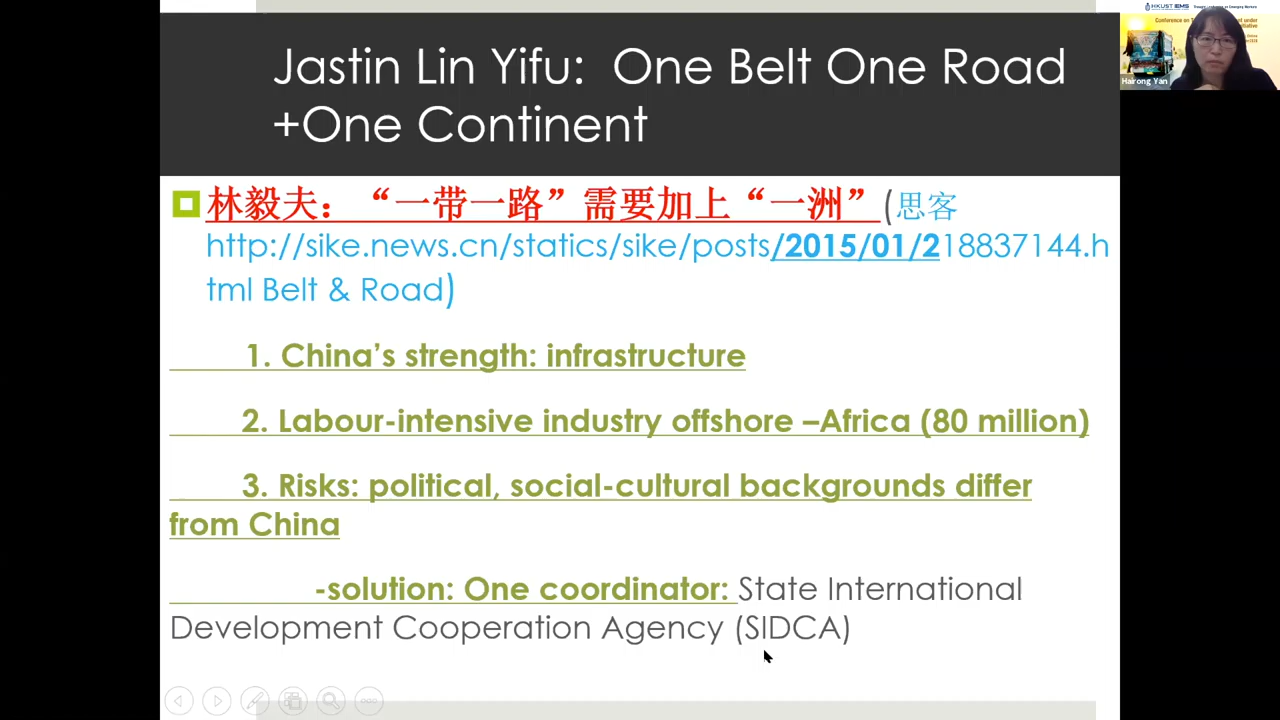 Jastin Lin Yifu:  One Belt One Road
+One Continent
林毅夫：“一带一路”需要加上“一洲” (思客
http://sike.news.cn/statics/sike/posts/2015/01/218837144.h
tml Belt & Road)
1. China’s strength: infrastructure
2. Labour-intensive industry offshore –Africa (80 million)
3. Risks: political, social-cultural backgrounds differ
from China
-solution: One coordinator: State International
Development Cooperation Agency (SIDCA)
HKUST IEMS
Hairong Yan